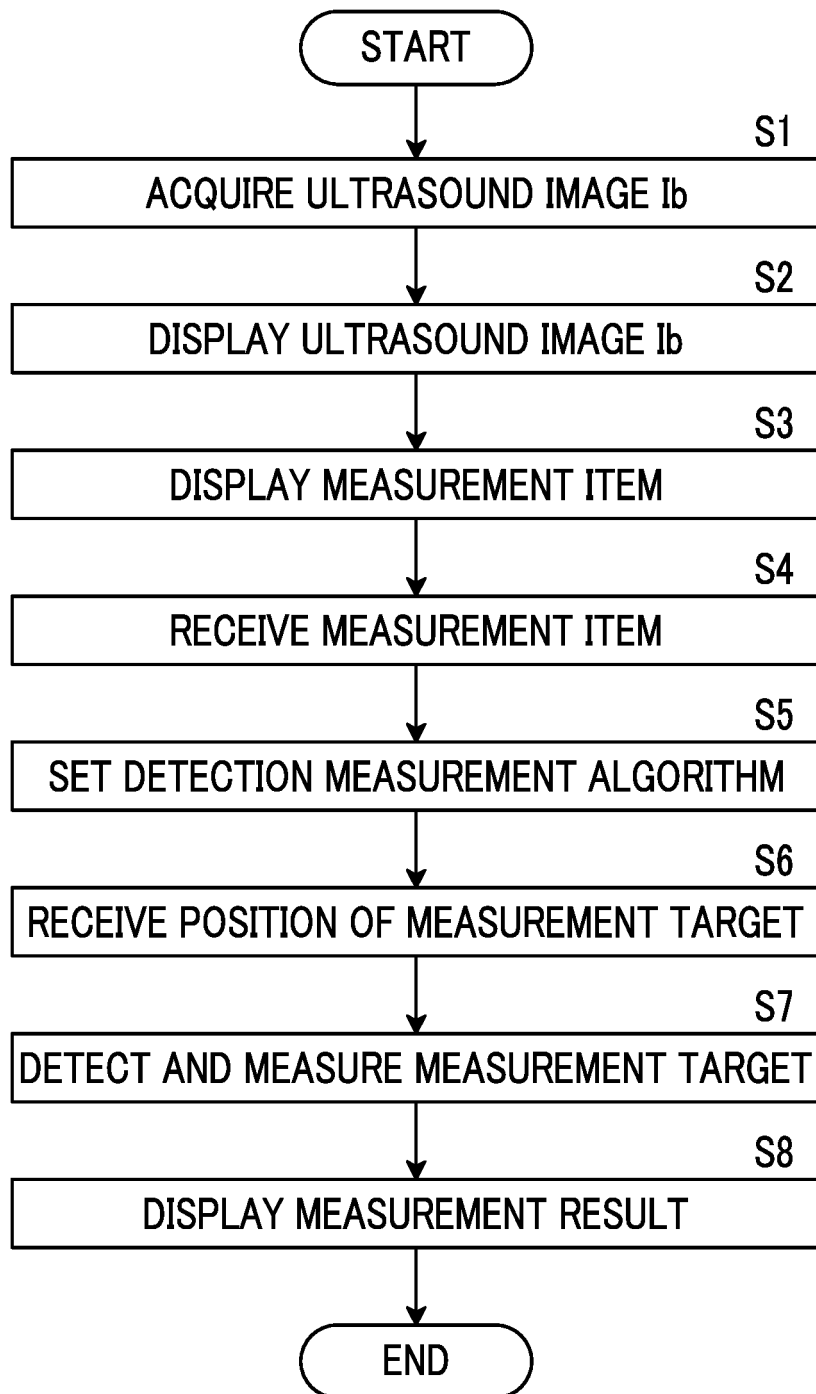 START
S1
ACQUIRE ULTRASOUND IMAGE Ib
S2
DISPLAY ULTRASOUND IMAGE Ib
S3
DISPLAY MEASUREMENT ITEM
S4
RECEIVE MEASUREMENT ITEM
S5
SET DETECTION MEASUREMENT ALGORITHM
S6
RECEIVE POSITION OF MEASUREMENT TARGET
S7
DETECT AND MEASURE MEASUREMENT TARGET
S8
DISPLAY MEASUREMENT RESULT
END